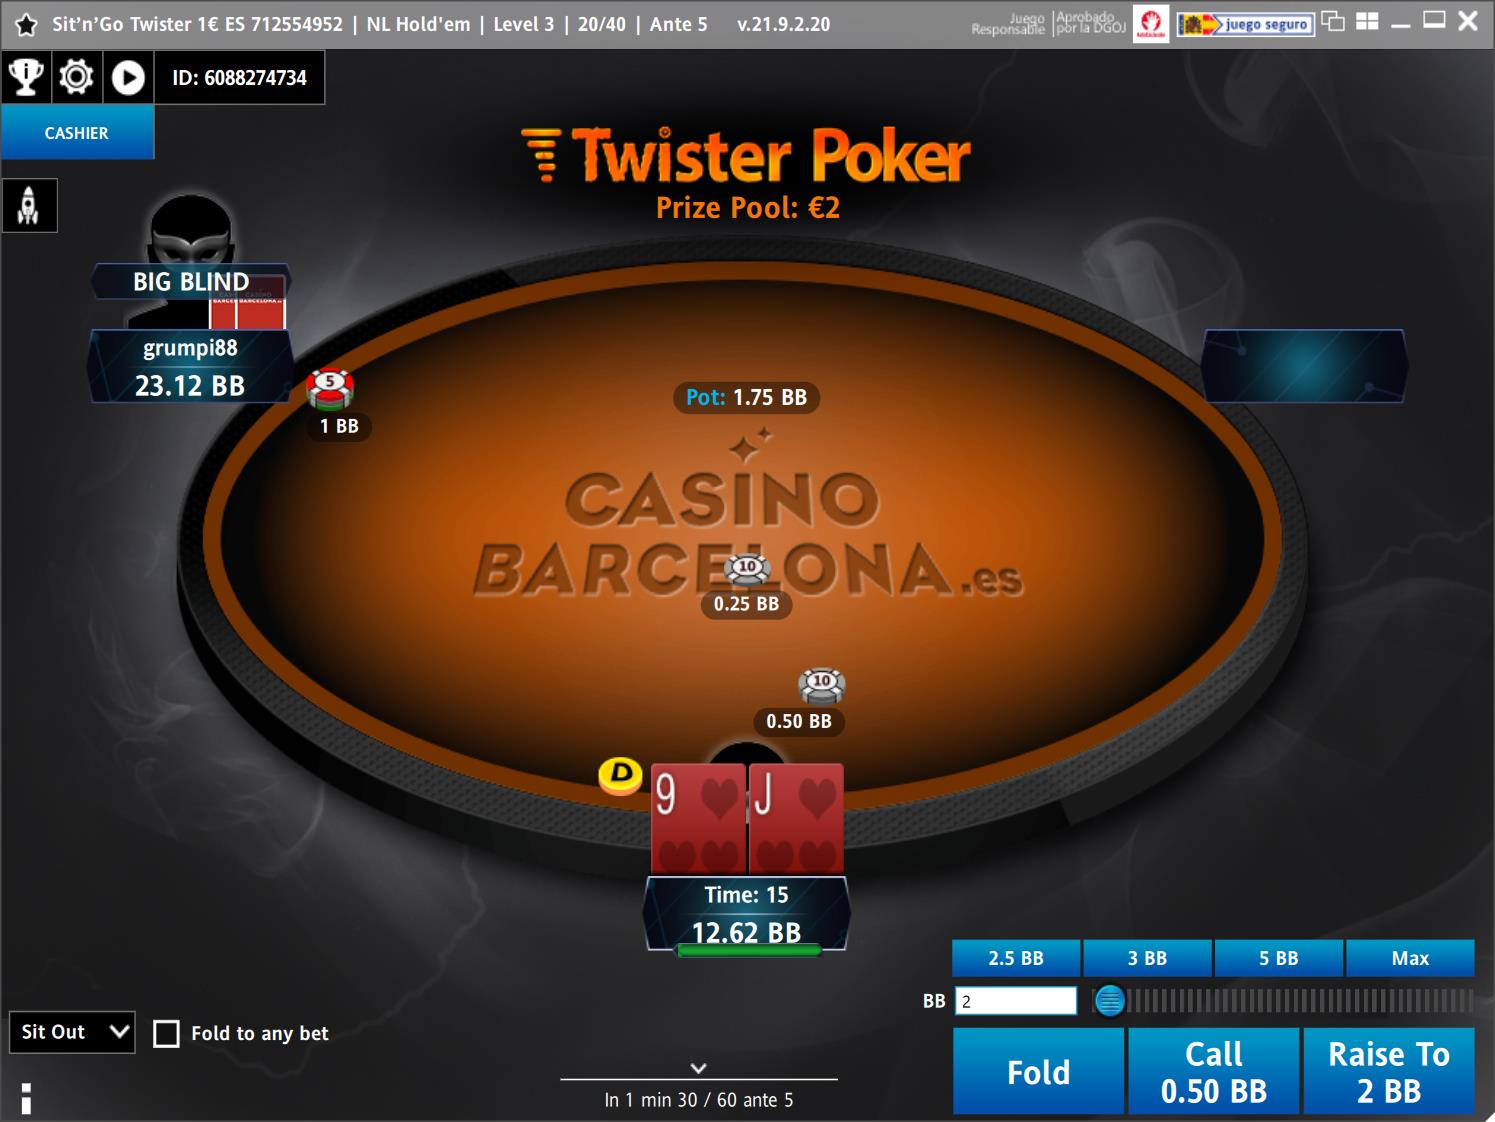 Sit'n'Go Twister 1€ ES 712554952 | NL Hold'em | Level 3 | 20/40 | Ante 5 v.21.9.2.20
Juego Responsable
Aprobado por la DGOJ
juego seguro
ID: 6088274734
CASHIER
Twister Poker
Prize Pool: €2
BIG BLIND
CASINO
BARCELONA.es
grumpi88
23.12 BB
5
1 BB
Pot: 1.75 BB
CASINO
BARCELONA.es
10
0.25 BB
10
0.50 BB
D
9 J
Time: 15
12.62 BB
2.5 BB 3 BB 5 BB Max
BB 2
Sit Out Fold to any bet
Fold
Call
0.50 BB
Raise To
2 BB
In 1 min 30 / 60 ante 5